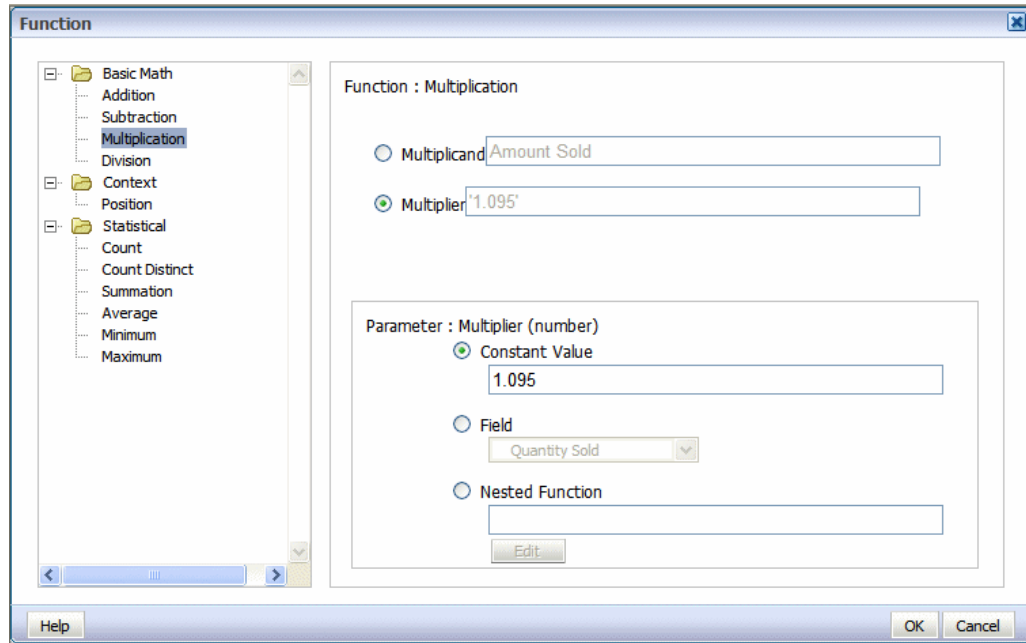 Function
Basic Math
Addition
Subtraction
Multiplication
Division
Context
Position
Statistical
Count
Count Distinct
Summation
Average
Minimum
Maximum
Function : Multiplication
Multiplicand Amount Sold
Multiplier '1.095'
Parameter : Multiplier (number)
Constant Value
1.095
Field
Quantity Sold
Nested Function
Edit
Help
OK
Cancel